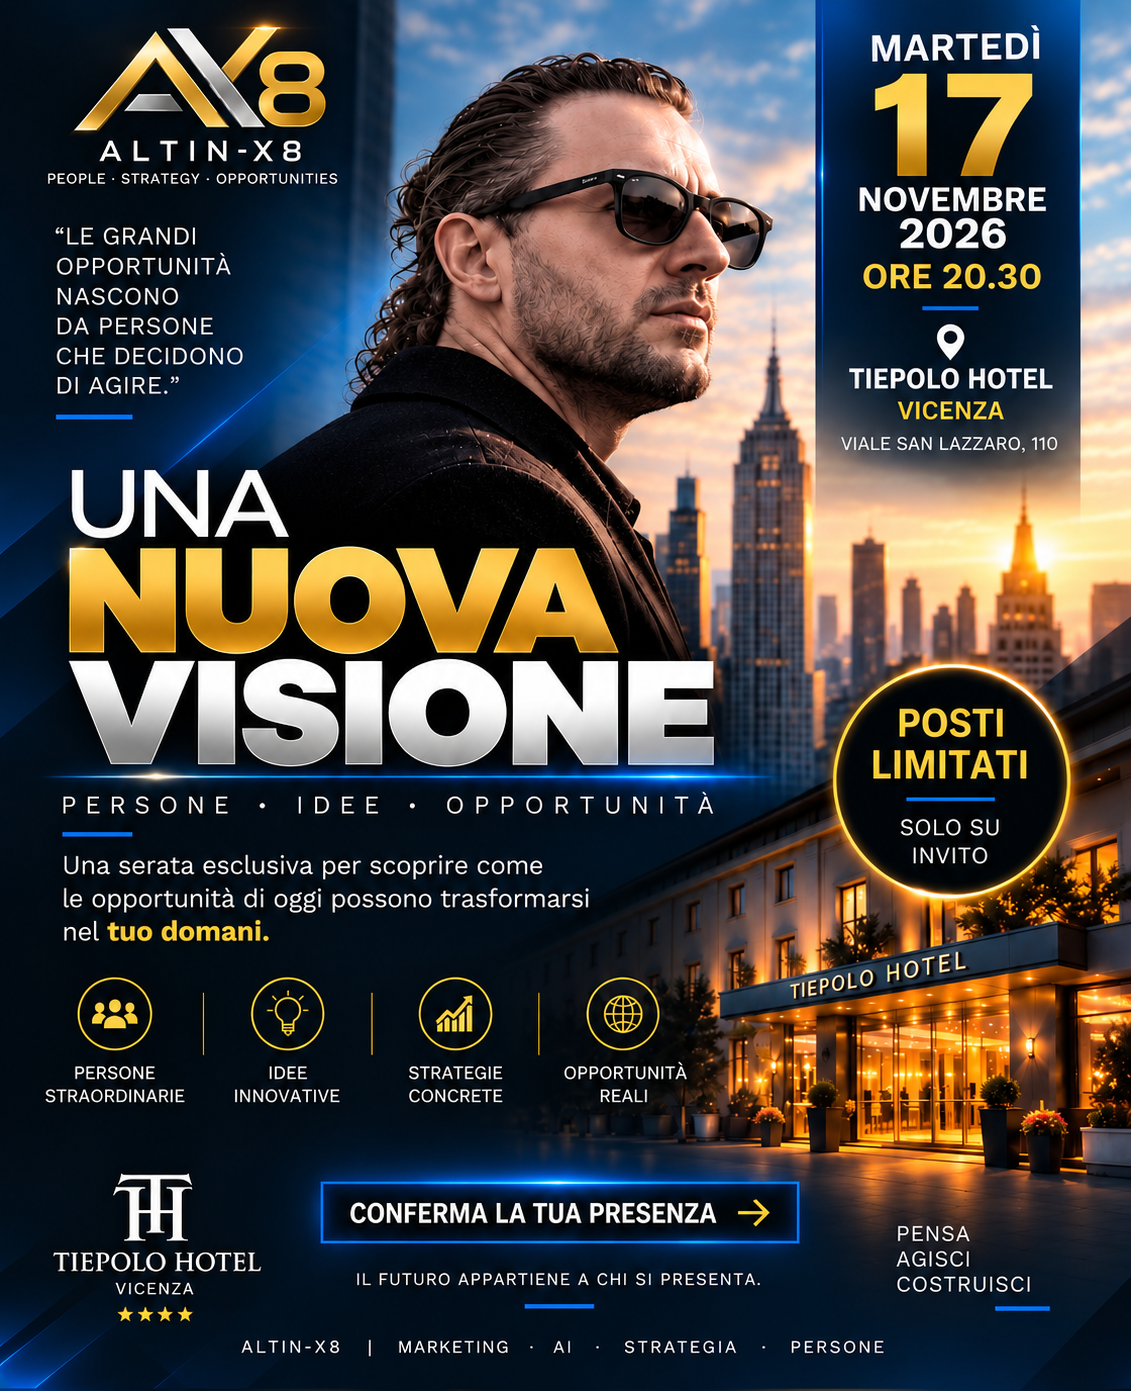 AX8
ALTIN-X8
PEOPLE · STRATEGY · OPPORTUNITIES
“LE GRANDI
OPPORTUNITÀ
NASCONO
DA PERSONE
CHE DECIDONO
DI AGIRE.”
MARTEDÌ
17
NOVEMBRE
2026
ORE 20.30
TIEPOLO HOTEL
VICENZA
VIALE SAN LAZZARO, 110
UNA
NUOVA
VISIONE
PERSONE • IDEE • OPPORTUNITÀ
Una serata esclusiva per scoprire come
le opportunità di oggi possono trasformarsi
nel tuo domani.
POSTI
LIMITATI
SOLO SU
INVITO
TIEPOLO HOTEL
PERSONE
STRAORDINARIE
IDEE
INNOVATIVE
STRATEGIE
CONCRETE
OPPORTUNITÀ
REALI
TH
TIEPOLO HOTEL
VICENZA
CONFERMA LA TUA PRESENZA →
IL FUTURO APPARTIENE A CHI SI PRESENTA.
PENSA
AGISCI
COSTRUISCI
ALTIN-X8 | MARKETING · AI · STRATEGIA · PERSONE